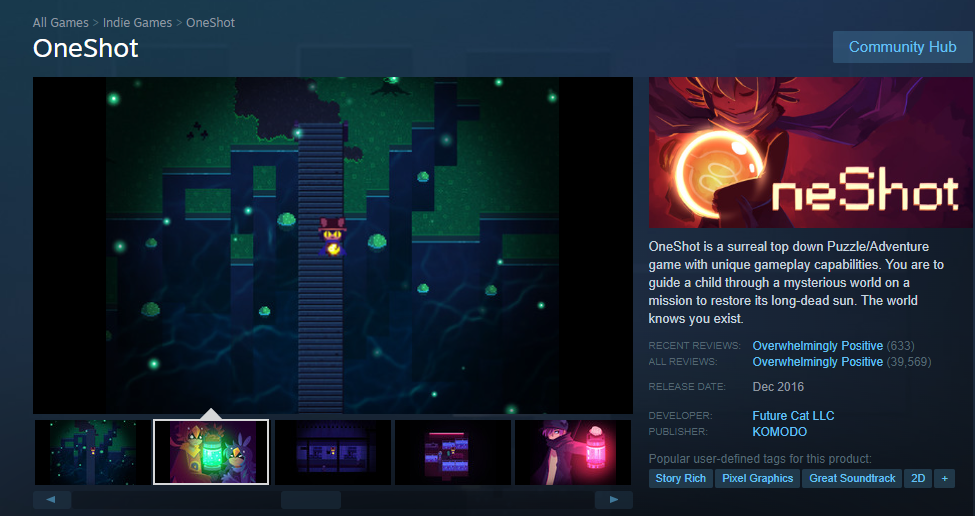 All Games > Indie Games > OneShot
OneShot
Community Hub
neShot
OneShot is a surreal top down Puzzle/Adventure
game with unique gameplay capabilities. You are to
guide a child through a mysterious world on a
mission to restore its long-dead sun. The world
knows you exist.
RECENT REVIEWS: Overwhelmingly Positive (633)
ALL REVIEWS: Overwhelmingly Positive (39,569)
RELEASE DATE: Dec 2016
DEVELOPER: Future Cat LLC
PUBLISHER: KOMODO
Popular user-defined tags for this product:
Story Rich Pixel Graphics Great Soundtrack 2D +